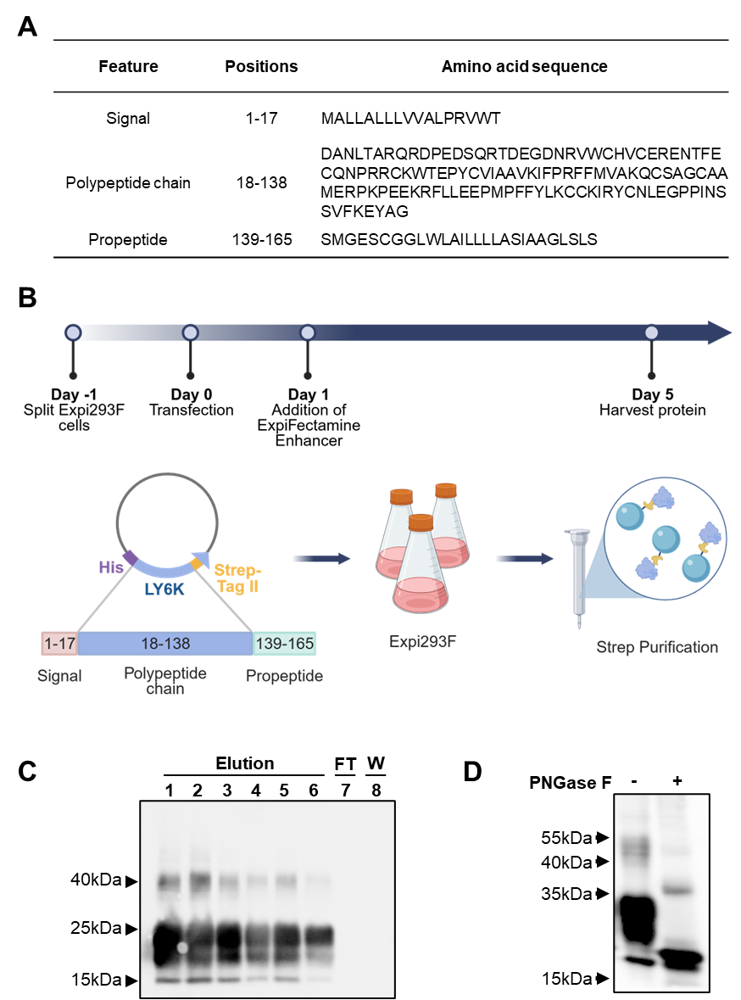 A
Feature Positions Amino acid sequence
Signal 1-17 MALLALLLVVALPRVWT
DANLTARQRDPEDSQRTDEGDNRVWCHVCERENTFE
Polypeptide chain 18-138 CQNPRRCKWTEPYCVIAAVKIFPRFFMVAKQCSAGCAA
MERPKPEEKRFLLEEPMPFFYLKCCKIRYCNLEGPPINS
SVFKEYAG
Propeptide 139-165 SMGESCGGLWLAILLLLASIAAGLSLS
B
Day -1 Day 0 Day 1 Day 5
Split Expi293F Transfection Addition of Harvest protein
cells ExpiFectamine
Enhancer
His Strep-
LY6K Tag II
1-17 18-138 139-165
Signal Polypeptide Propeptide
chain
Expi293F
Strep Purification
C
Elution FT W
1 2 3 4 5 6 7 8
40kDa
25kDa
15kDa
D
PNGase F - +
55kDa
40kDa
35kDa
15kDa